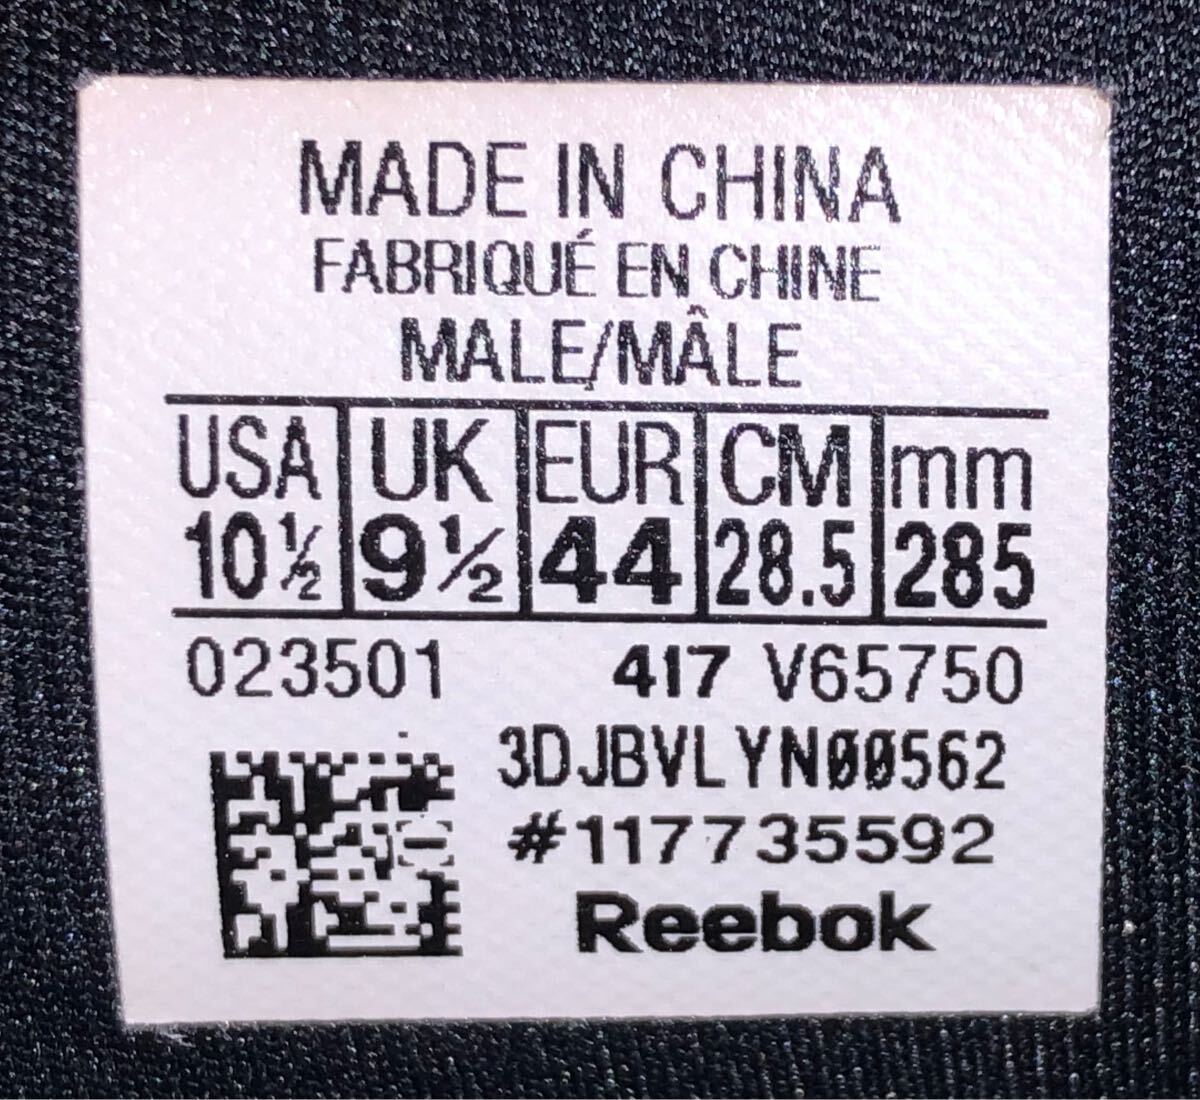 MADE IN CHINA
FABRIQUÉ EN CHINE
MALE/MÂLE
USA UK EUR CM mm
10½ 9½ 44 28.5 285
023501 417 V65750
3DJBVLYN00562
#117735592
Reebok